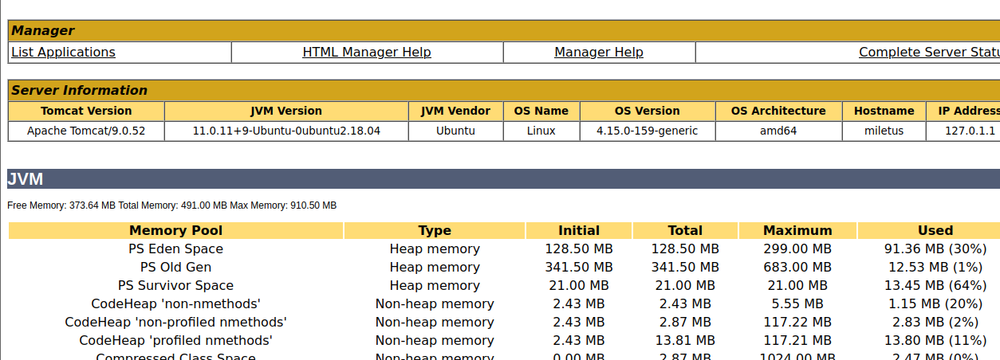 Manager
List Applications HTML Manager Help Manager Help Complete Server Statu
Server Information
Tomcat Version JVM Version JVM Vendor OS Name OS Version OS Architecture Hostname IP Address
Apache Tomcat/9.0.52 11.0.11+9-Ubuntu-0ubuntu2.18.04 Ubuntu Linux 4.15.0-159-generic amd64 miletus 127.0.1.1
JVM
Free Memory: 373.64 MB Total Memory: 491.00 MB Max Memory: 910.50 MB
Memory Pool Type Initial Total Maximum Used
PS Eden Space Heap memory 128.50 MB 128.50 MB 299.00 MB 91.36 MB (30%)
PS Old Gen Heap memory 341.50 MB 341.50 MB 683.00 MB 12.53 MB (1%)
PS Survivor Space Heap memory 21.00 MB 21.00 MB 21.00 MB 13.45 MB (64%)
CodeHeap 'non-nmethods' Non-heap memory 2.43 MB 2.43 MB 5.55 MB 1.15 MB (20%)
CodeHeap 'non-profiled nmethods' Non-heap memory 2.43 MB 2.87 MB 117.22 MB 2.83 MB (2%)
CodeHeap 'profiled nmethods' Non-heap memory 2.43 MB 13.81 MB 117.21 MB 13.80 MB (11%)
Compressed Class Space Non-heap memory 0.00 MB 2.87 MB 1024.00 MB 2.47 MB (0%)